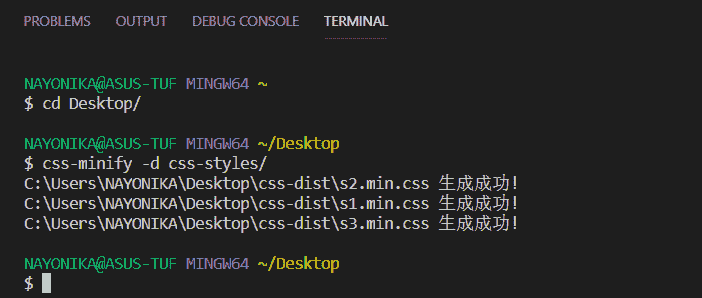 PROBLEMS OUTPUT DEBUG CONSOLE TERMINAL
NAYONIKA@ASUS-TUF MINGW64 ~
$ cd Desktop/
NAYONIKA@ASUS-TUF MINGW64 ~/Desktop
$ css-minify -d css-styles/
C:\Users\NAYONIKA\Desktop\css-dist\s2.min.css 生成成功!
C:\Users\NAYONIKA\Desktop\css-dist\s1.min.css 生成成功!
C:\Users\NAYONIKA\Desktop\css-dist\s3.min.css 生成成功!
NAYONIKA@ASUS-TUF MINGW64 ~/Desktop
$